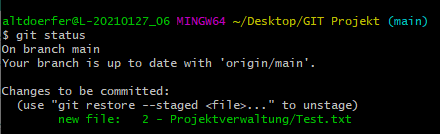 altdoerfer@L-20210127_06 MINGW64 ~/Desktop/GIT Projekt (main)
$ git status
On branch main
Your branch is up to date with 'origin/main'.
Changes to be committed:
(use "git restore --staged <file>..." to unstage)
new file:   2 - Projektverwaltung/Test.txt